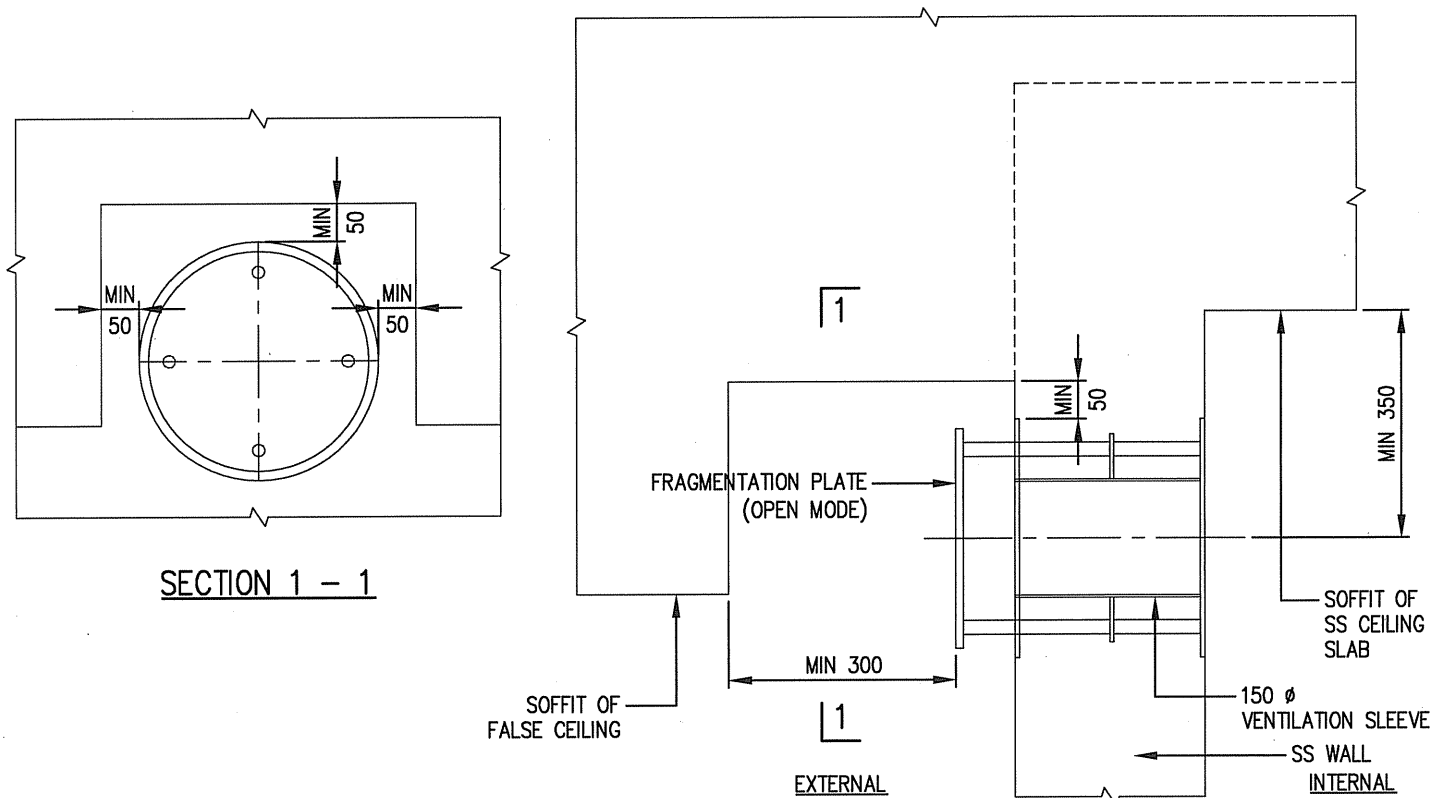 MIN
50
MIN
50
MIN
50
SECTION 1 - 1
1
MIN
50
MIN 350
FRAGMENTATION PLATE
(OPEN MODE)
MIN 300
SOFFIT OF
FALSE CEILING
1
EXTERNAL
SOFFIT OF
SS CEILING
SLAB
150 ø
VENTILATION SLEEVE
SS WALL
INTERNAL